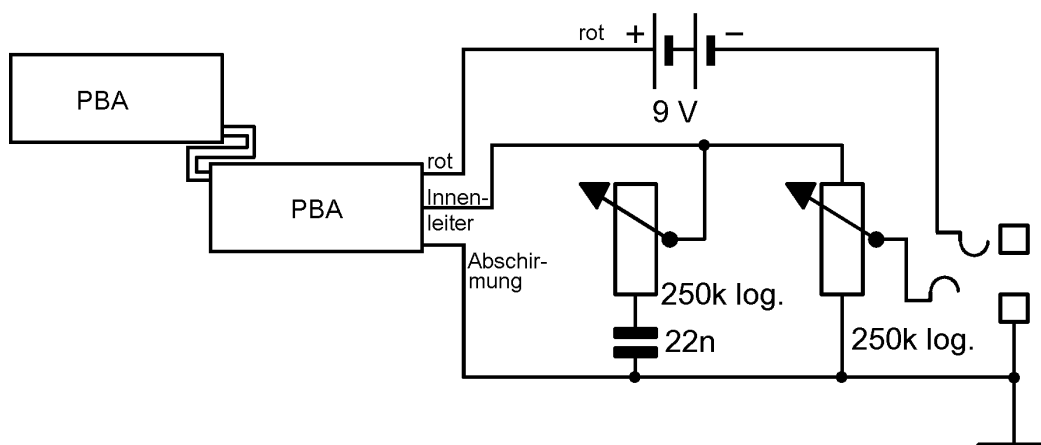 rot + –
9 V
PBA
PBA
rot
Innen-
leiter
Abschir-
mung
250k log.
22n
250k log.